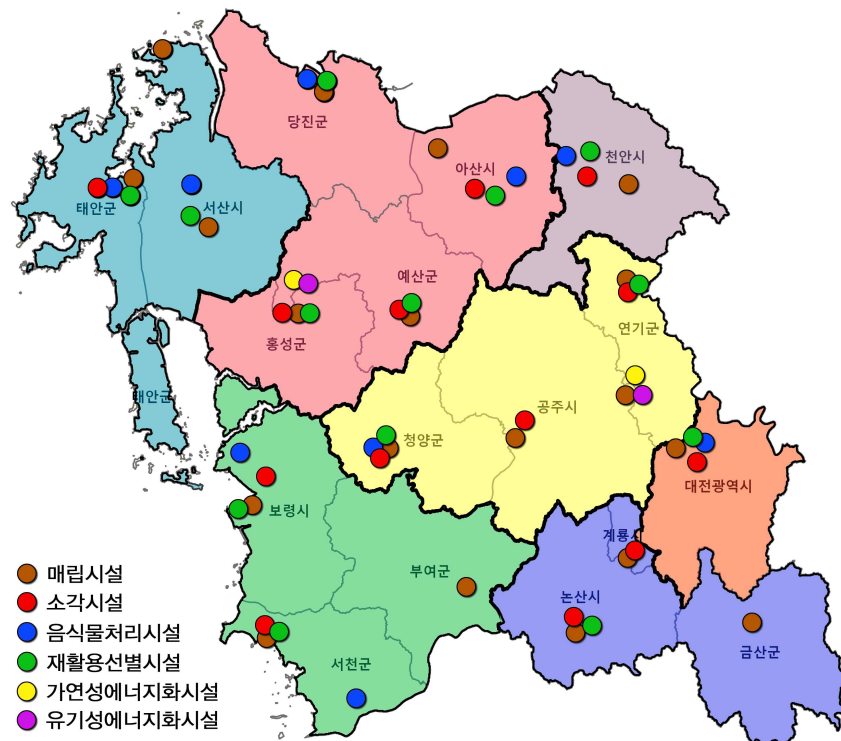 당진군
아산시
천안시
태안군
서산시
예산군
홍성군
연기군
태안군
공주시
청양군
대전광역시
보령시
계룡시
부여군
논산시
서천군
금산군
매립시설
소각시설
음식물처리시설
재활용선별시설
가연성에너지화시설
유기성에너지화시설